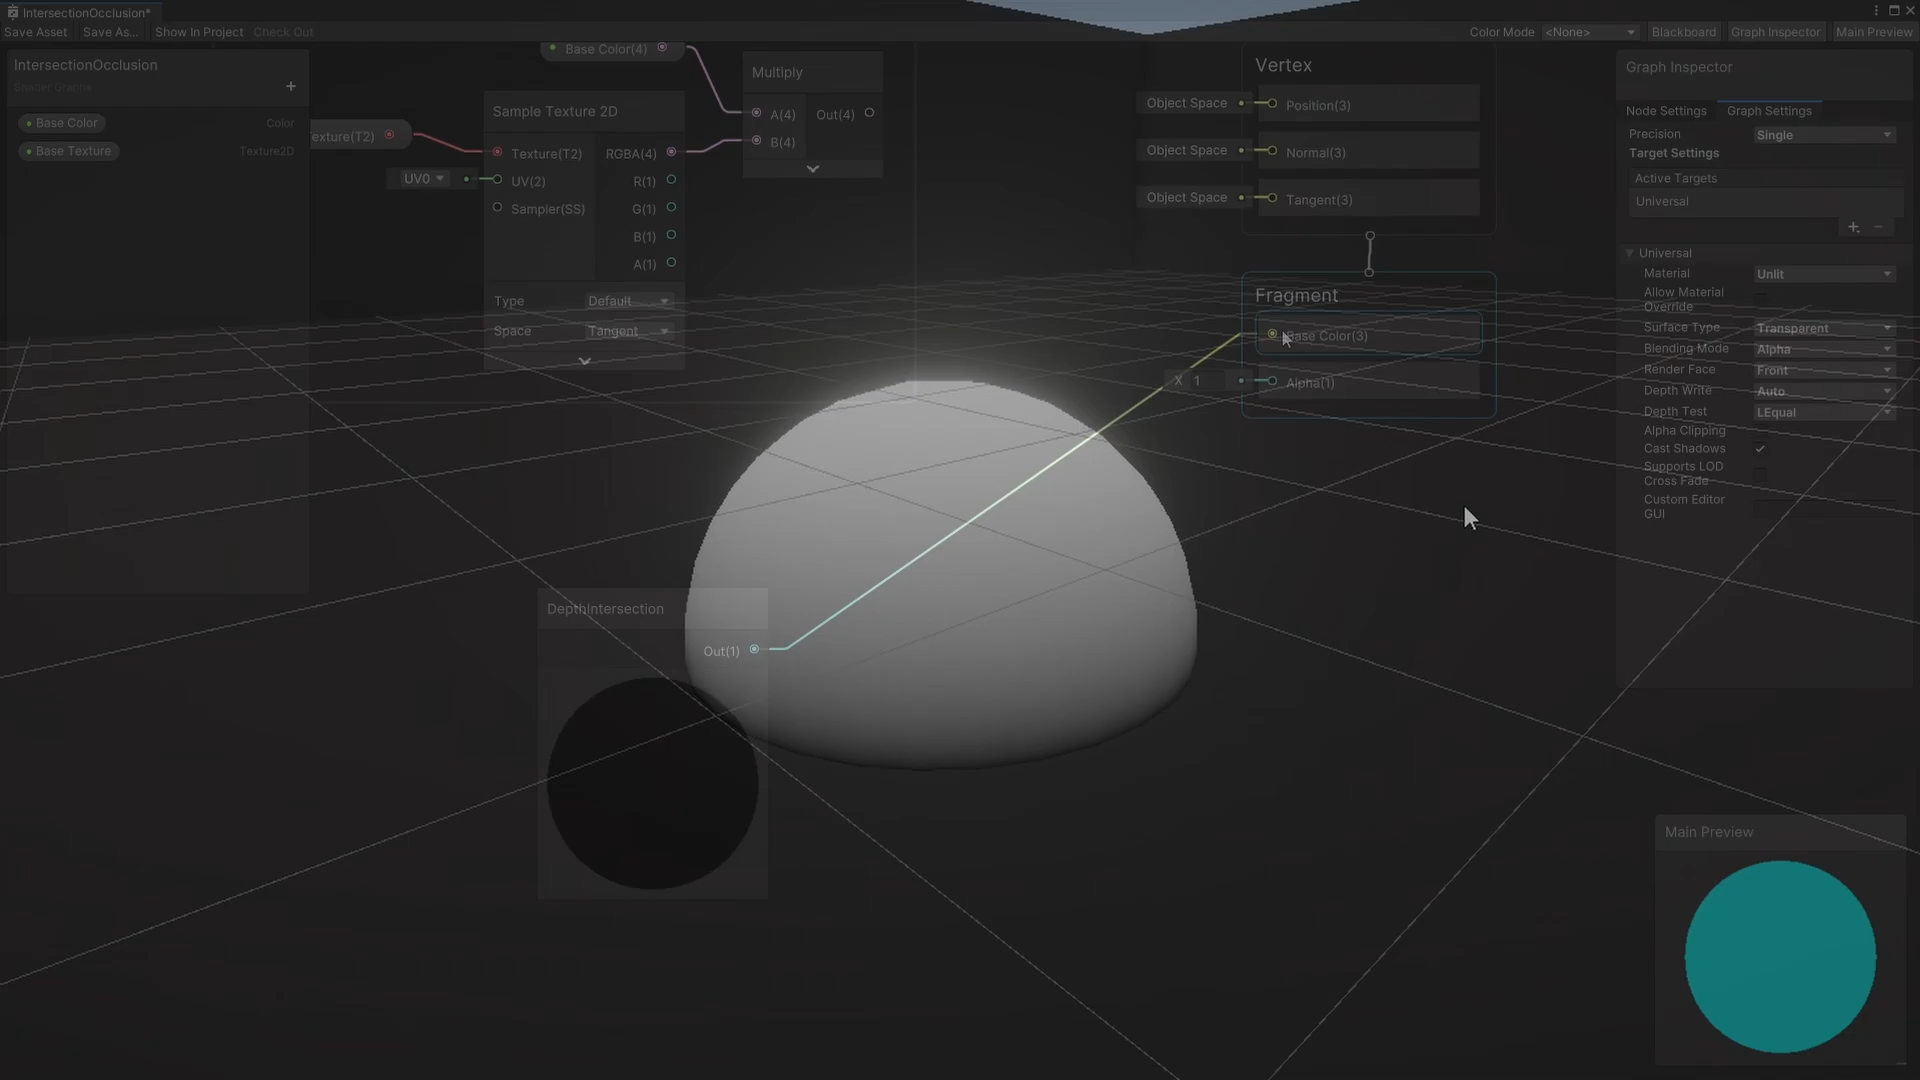 IntersectionOcclusion*
Save Asset Save As... Show In Project Check Out
Color Mode <None> Blackboard Graph Inspector Main Preview
IntersectionOcclusion
Shader Graphs
+
Base Color Color
Base Texture Texture2D
Base Color(4)
Texture(T2)
UV0
Sample Texture 2D
Texture(T2) RGBA(4)
UV(2) R(1)
Sampler(SS) G(1)
B(1)
A(1)
Type Default
Space Tangent
Multiply
A(4) Out(4)
B(4)
Vertex
Object Space Position(3)
Object Space Normal(3)
Object Space Tangent(3)
Fragment
Base Color(3)
X 1 Alpha(1)
DepthIntersection
Out(1)
Graph Inspector
Node Settings Graph Settings
Precision Single
Target Settings
Active Targets
Universal
Universal
Material Unlit
Allow Material
Override
Surface Type Transparent
Blending Mode Alpha
Render Face Front
Depth Write Auto
Depth Test LEqual
Alpha Clipping
Cast Shadows
Supports LOD
Cross Fade
Custom Editor
GUI
Main Preview